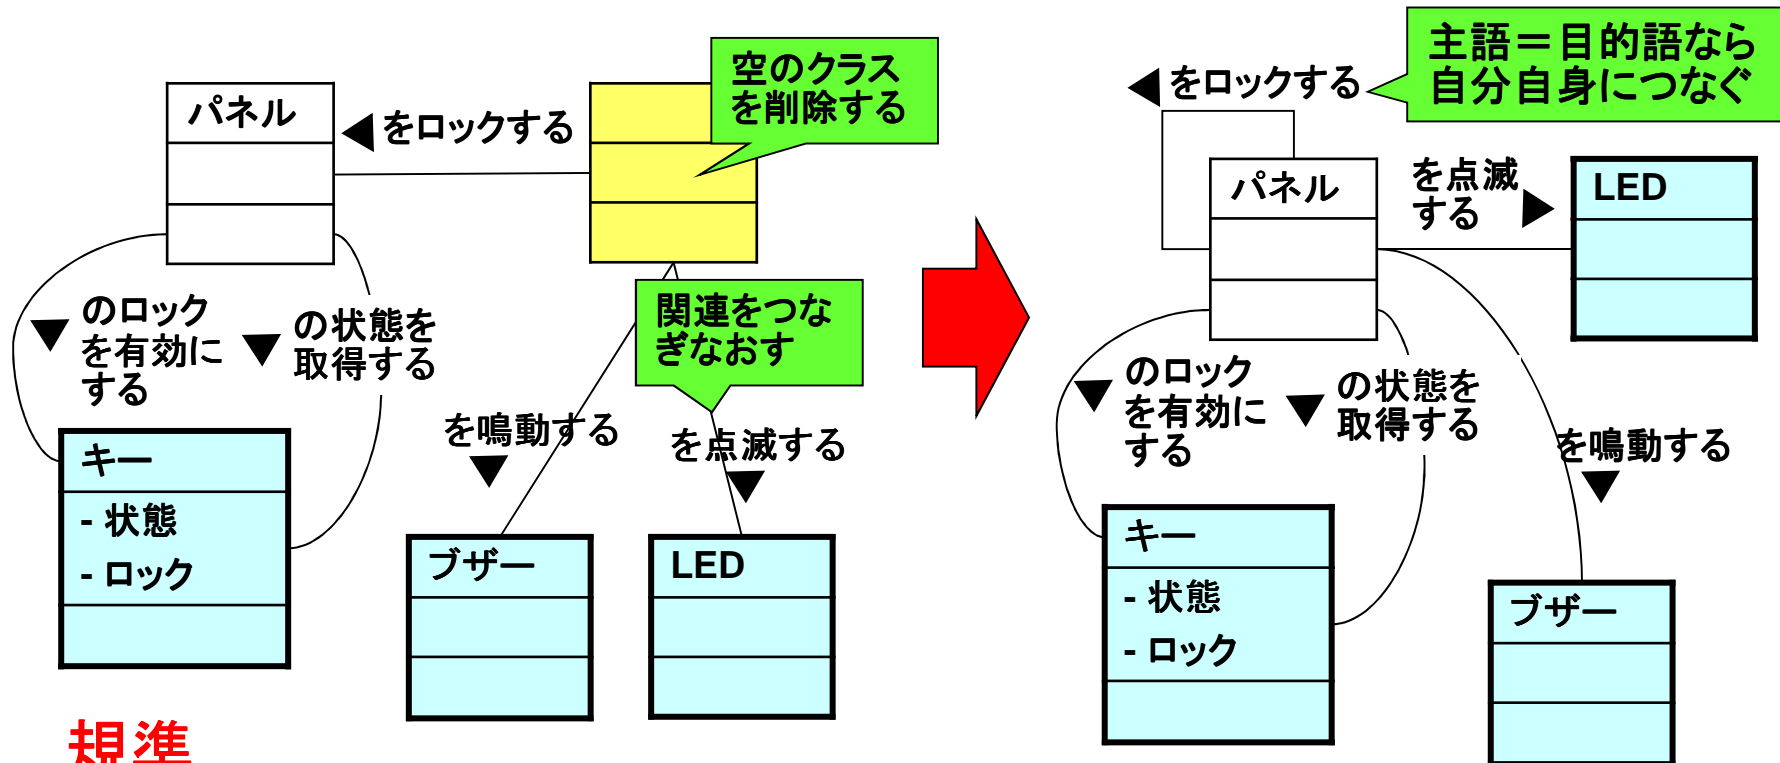 パネル
をロックする
空のクラス
を削除する
のロック
を有効に
する
の状態を
取得する
関連をつな
ぎなおす
を鳴動する
を点滅する
キー
- 状態
- ロック
ブザー
LED
規準
をロックする
主語＝目的語なら
自分自身につなぐ
パネル
を点滅
する
LED
のロック
を有効に
する
の状態を
取得する
を鳴動する
キー
- 状態
- ロック
ブザー